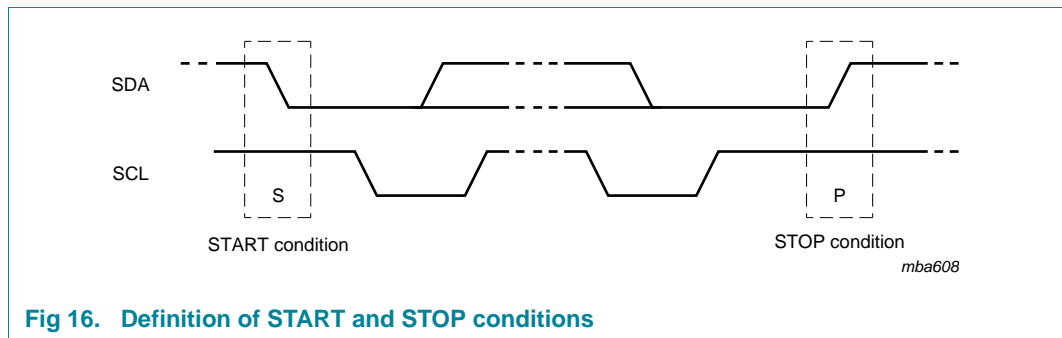 SDA
SCL
S
P
START condition
STOP condition
mba608
Fig 16. Definition of START and STOP conditions